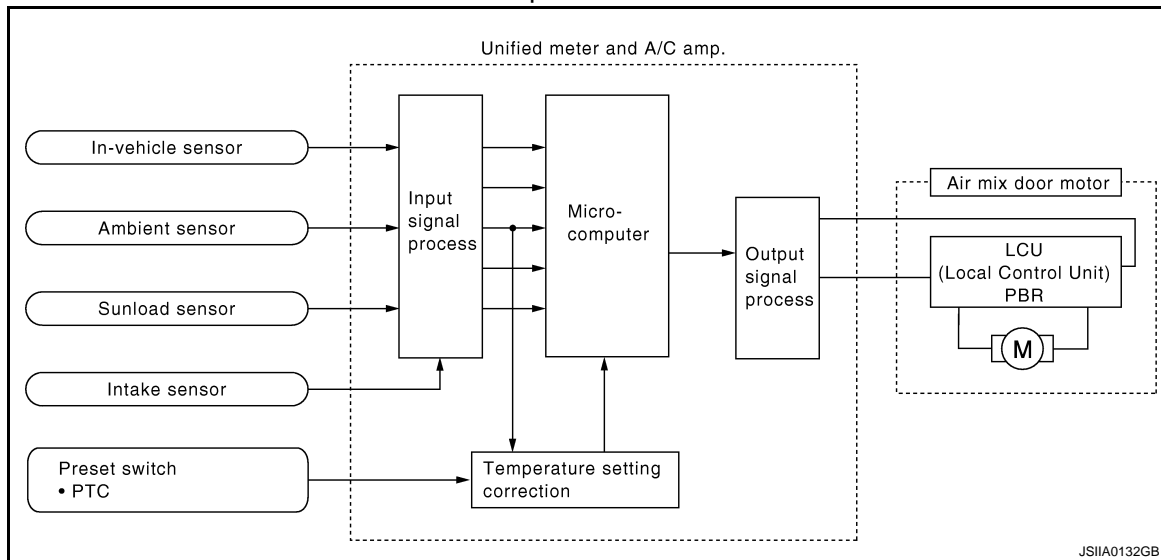 Unified meter and A/C amp.
In-vehicle sensor
Ambient sensor
Sunload sensor
Intake sensor
Preset switch
• PTC
Input
signal
process
Micro-
computer
Temperature setting
correction
Output
signal
process
Air mix door motor
LCU
(Local Control Unit)
PBR
M
JSIIA0132GB